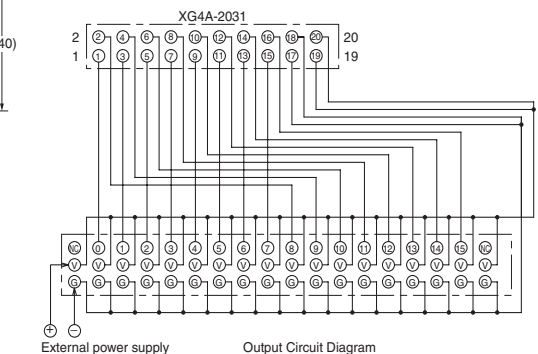 XG4A-2031
40)
2 2 4 6 8 10 12 14 16 18 20 20
1 1 3 5 7 9 11 13 15 17 19 19
NC 0 1 2 3 4 5 6 7 8 9 10 11 12 13 14 15 NC
V V V V V V V V V V V V V V V V V V
G G G G G G G G G G G G G G G G G G
+ −
External power supply
Output Circuit Diagram